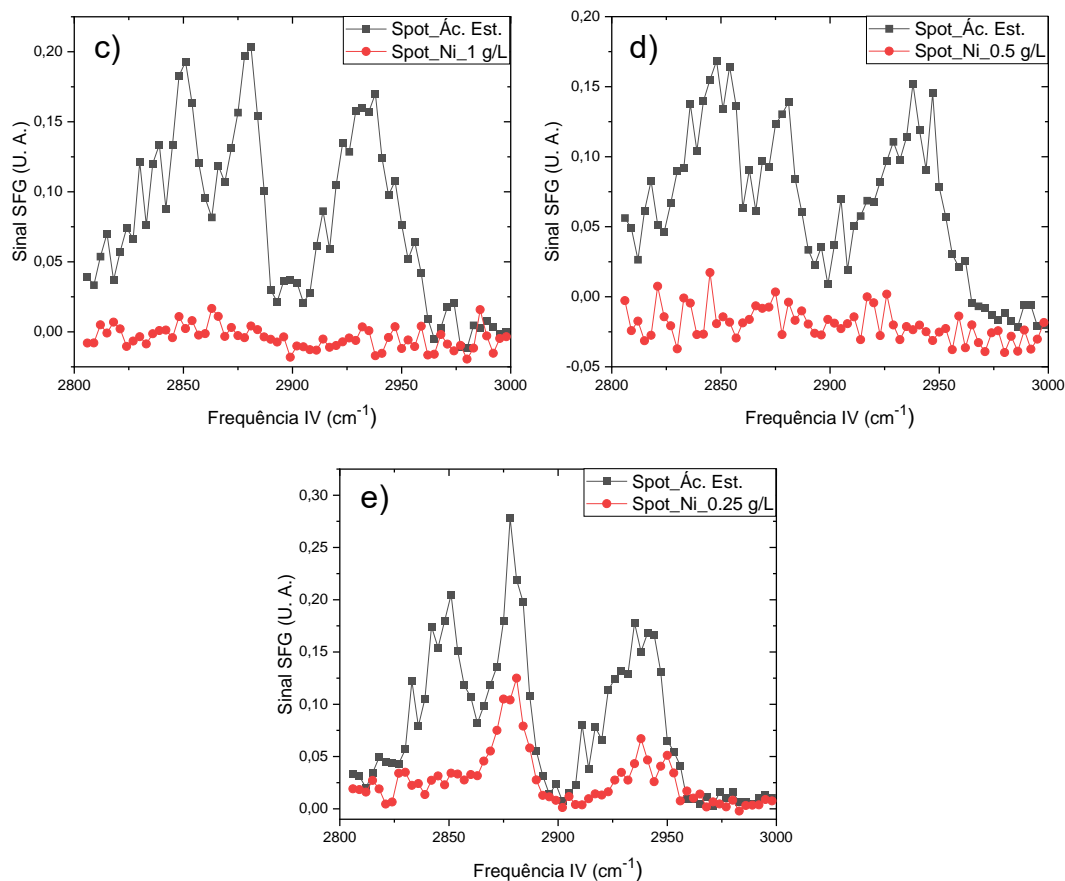 c)
Spot_Ác. Est.
Spot_Ni_1 g/L
0,20
0,15
0,10
0,05
0,00
Sinal SFG (U. A.)
2800
2850
2900
2950
3000
Frequência IV (cm-1)
d)
Spot_Ác. Est.
Spot_Ni_0.5 g/L
0,20
0,15
0,10
0,05
0,00
-0,05
Sinal SFG (U. A.)
2800
2850
2900
2950
3000
Frequência IV (cm-1)
e)
Spot_Ác. Est.
Spot_Ni_0.25 g/L
0,30
0,25
0,20
0,15
0,10
0,05
0,00
Sinal SFG (U. A.)
2800
2850
2900
2950
3000
Frequência IV (cm-1)